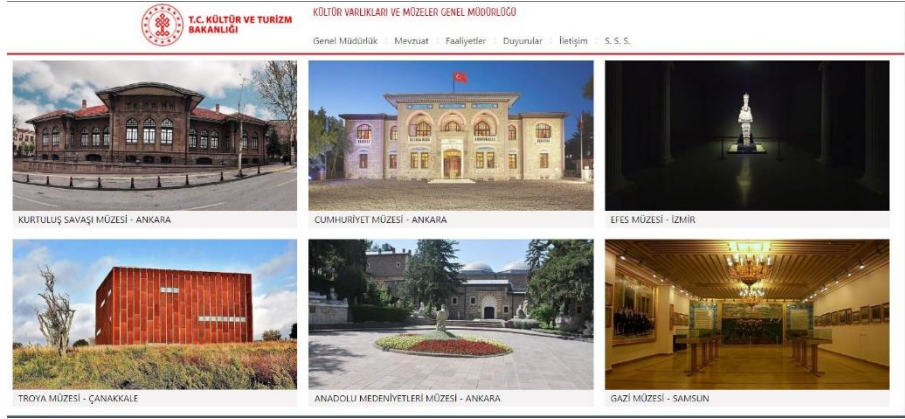 T.C. KÜLTÜR VE TURİZM
BAKANLIĞI
KÜLTÜR VARLIKLARI VE MÜZELER GENEL MÜDÜRLÜĞÜ
Genel Müdürlük Mevzuat Faaliyetler Duyurular İletişim S. S. S.
KURTULUŞ SAVAŞI MÜZESİ - ANKARA
CUMHURİYET MÜZESİ - ANKARA
EFES MÜZESİ - İZMİR
TROYA MÜZESİ - ÇANAKKALE
ANADOLU MEDENİYETLERİ MÜZESİ - ANKARA
GAZİ MÜZESİ - SAMSUN